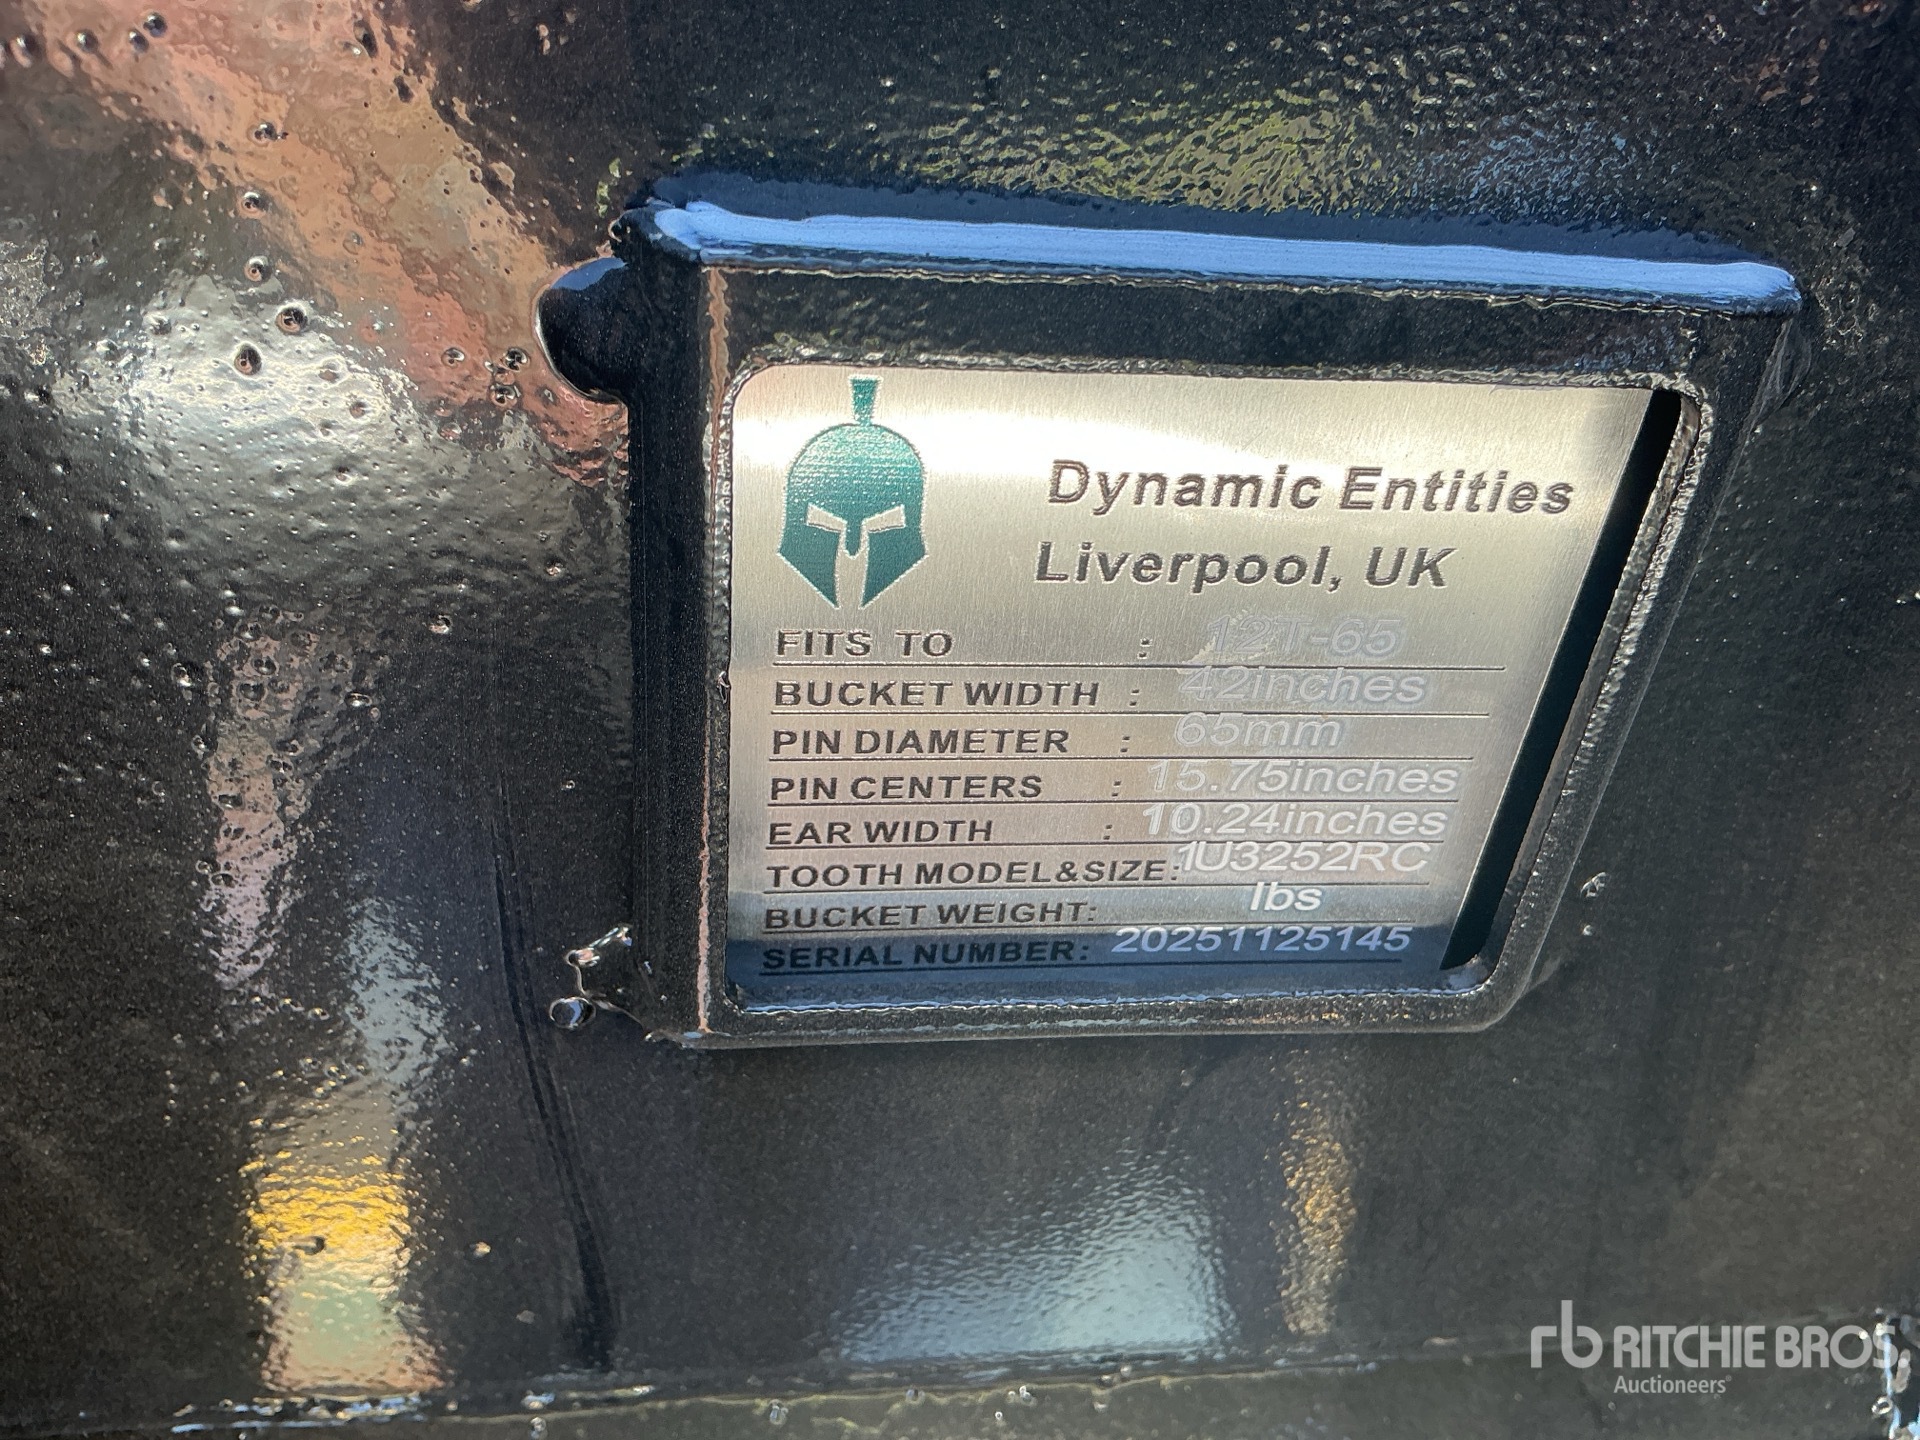 Dynamic Entities
Liverpool, UK
FITS TO : 12T-65
BUCKET WIDTH : 42inches
PIN DIAMETER : 65mm
PIN CENTERS : 15.75inches
EAR WIDTH : 10.24inches
TOOTH MODEL&SIZE: 1U3252RC
BUCKET WEIGHT: lbs
SERIAL NUMBER: 20251125145
rb RITCHIE BROS.
Auctioneers